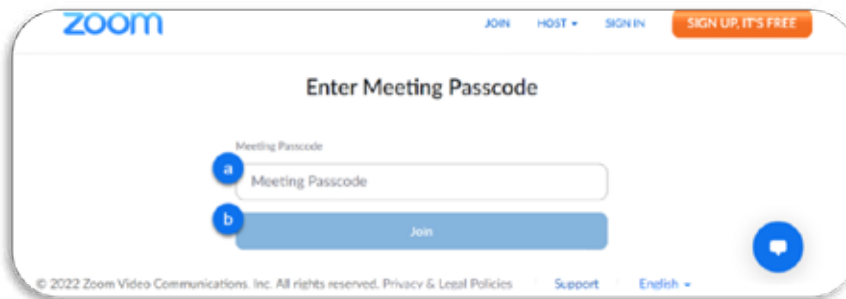 zoom JOIN HOST SIGN IN SIGN UP, IT'S FREE
Enter Meeting Passcode
Meeting Passcode
a Meeting Passcode
b Join
© 2022 Zoom Video Communications, Inc. All rights reserved. Privacy & Legal Policies Support English